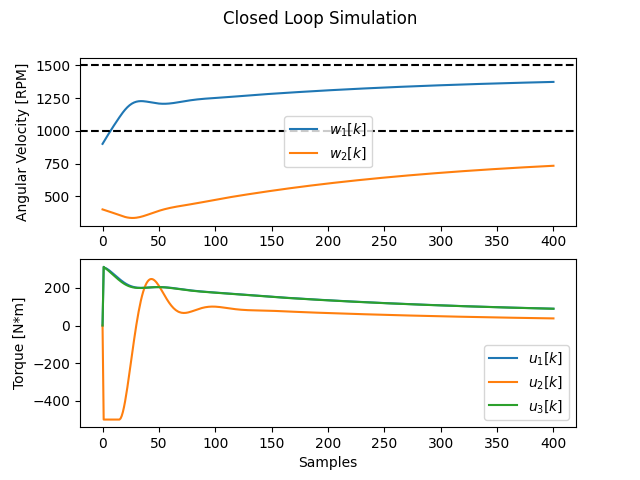 Closed Loop Simulation
Angular Velocity [RPM]
1500
1250
1000
750
500
w₁[k]
w₂[k]
0 50 100 150 200 250 300 350 400
Torque [N*m]
200
0
−200
−400
u₁[k]
u₂[k]
u₃[k]
0 50 100 150 200 250 300 350 400
Samples